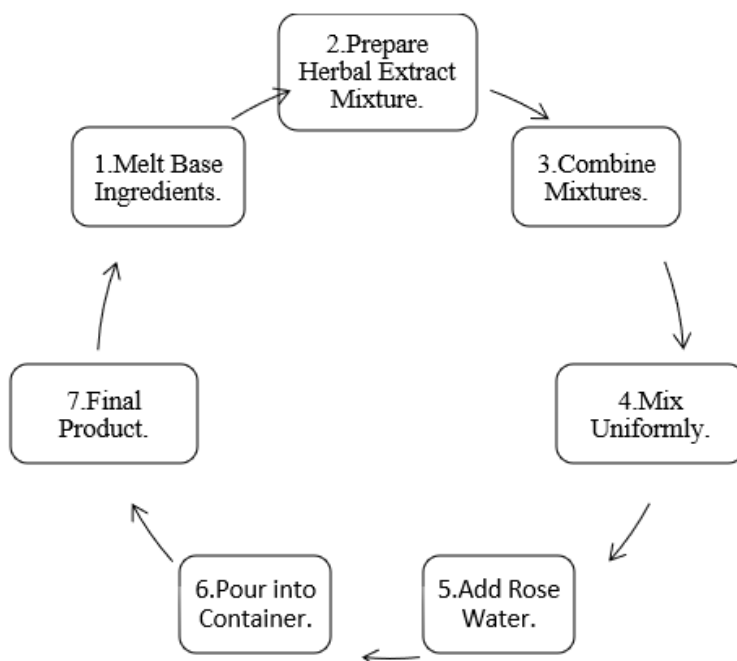 1.Melt Base
Ingredients.
2.Prepare
Herbal Extract
Mixture.
3.Combine
Mixtures.
4.Mix
Uniformly.
5.Add Rose
Water.
6.Pour into
Container.
7.Final
Product.